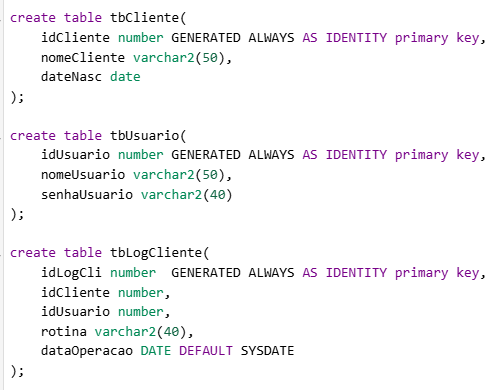 create table tbCliente(
    idCliente number GENERATED ALWAYS AS IDENTITY primary key,
    nomeCliente varchar2(50),
    dateNasc date
);

create table tbUsuario(
    idUsuario number GENERATED ALWAYS AS IDENTITY primary key,
    nomeUsuario varchar2(50),
    senhaUsuario varchar2(40)
);

create table tbLogCliente(
    idLogCli number  GENERATED ALWAYS AS IDENTITY primary key,
    idCliente number,
    idUsuario number,
    rotina varchar2(40),
    dataOperacao DATE DEFAULT SYSDATE
);